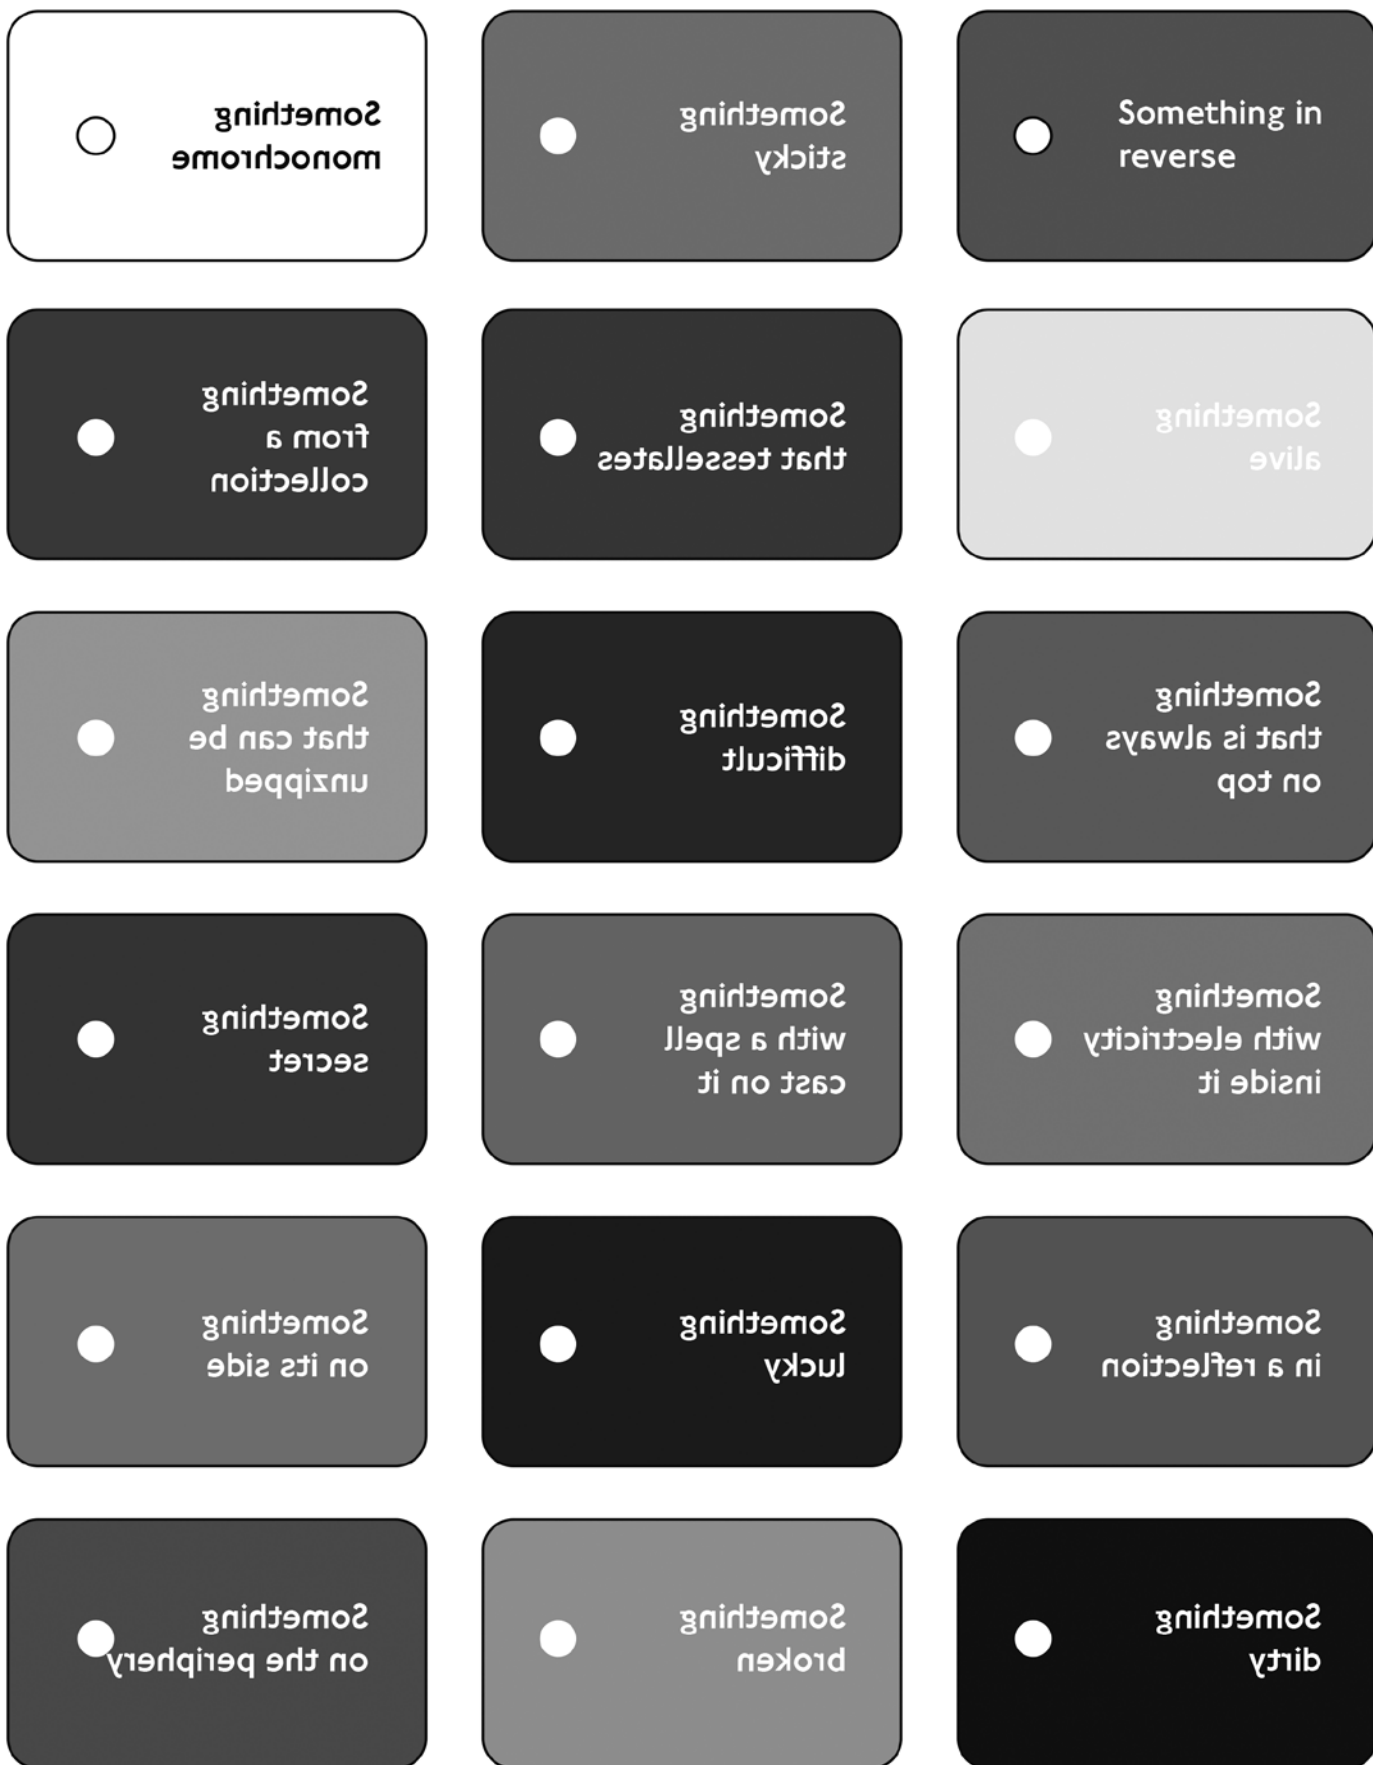 Something
monochrome
Something
sticky
Something in
reverse
Something
from a
collection
Something
that tessellates
Something
alive
Something
that can be
unzipped
Something
difficult
Something
that is always
on top
Something
secret
Something
with a spell
cast on it
Something
with electricity
inside it
Something
on its side
Something
lucky
Something
in a reflection
Something
on the periphery
Something
broken
Something
dirty